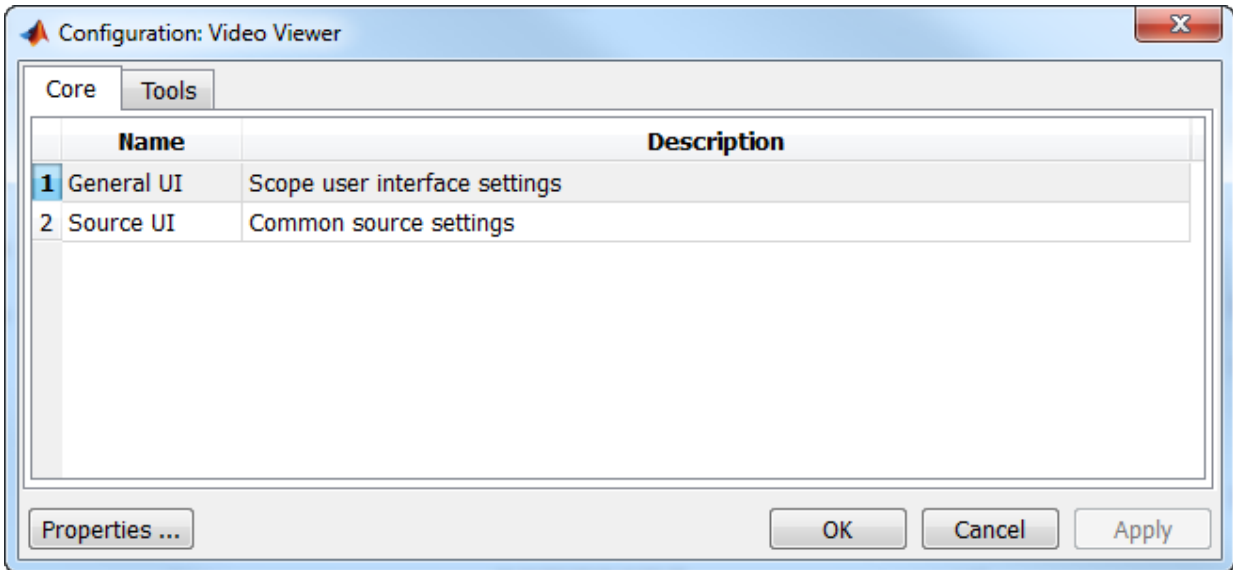 Configuration: Video Viewer
X
Core Tools
Name Description
1 General UI Scope user interface settings
2 Source UI Common source settings
Properties ... OK Cancel Apply